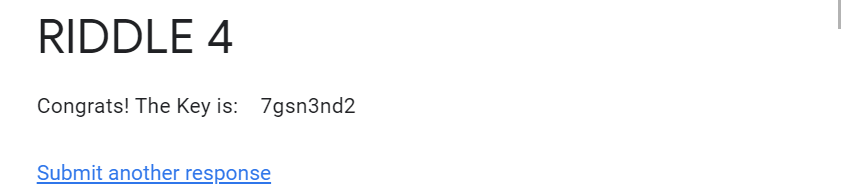 RIDDLE 4
Congrats! The Key is: 7gsn3nd2
Submit another response